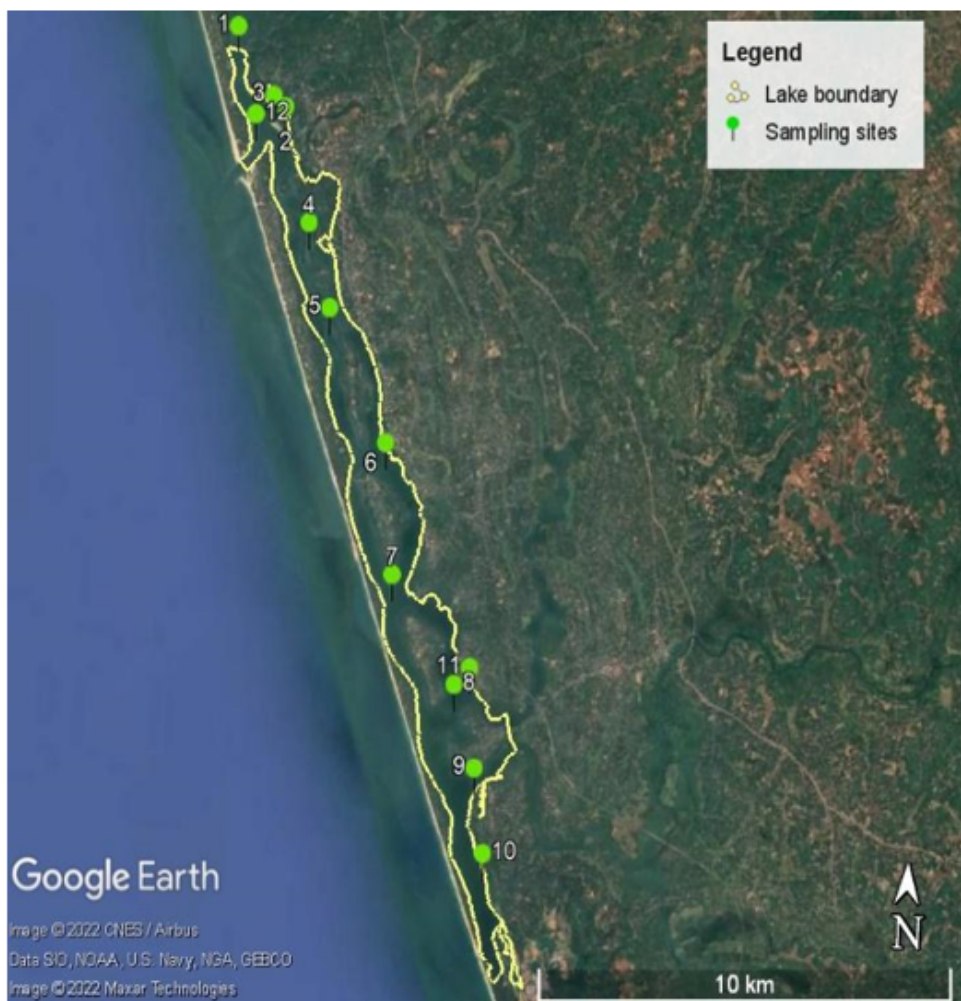 1
Legend
Lake boundary
Sampling sites
3
12
2
4
5
6
7
11
8
9
10
Google Earth
Image © 2022 CNES / Airbus
Data SIO, NOAA, U.S. Navy, NGA, GEBCO
Image © 2022 Maxar Technologies
N
10 km